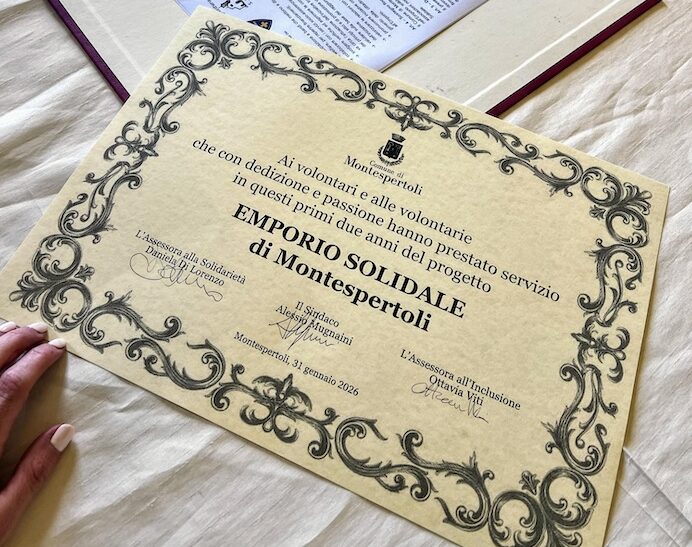 Comune di
Montespertoli
Ai volontari e alle volontarie
che con dedizione e passione hanno prestato servizio
in questi primi due anni del progetto
EMPORIO SOLIDALE
di Montespertoli
L'Assessora alla Solidarietà
Daniela Di Lorenzo
Il Sindaco
Alessio Mugnaini
L'Assessora all'Inclusione
Ottavia Viti
Montespertoli, 31 gennaio 2026